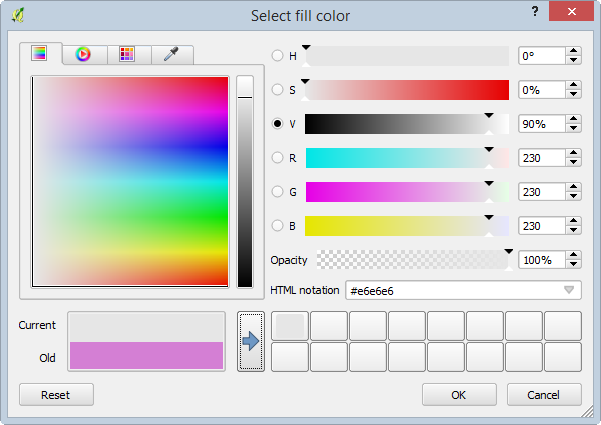 Select fill color
?
H 0°
S 0%
V 90%
R 230
G 230
B 230
Opacity 100%
HTML notation #e6e6e6
Current
Old
Reset OK Cancel